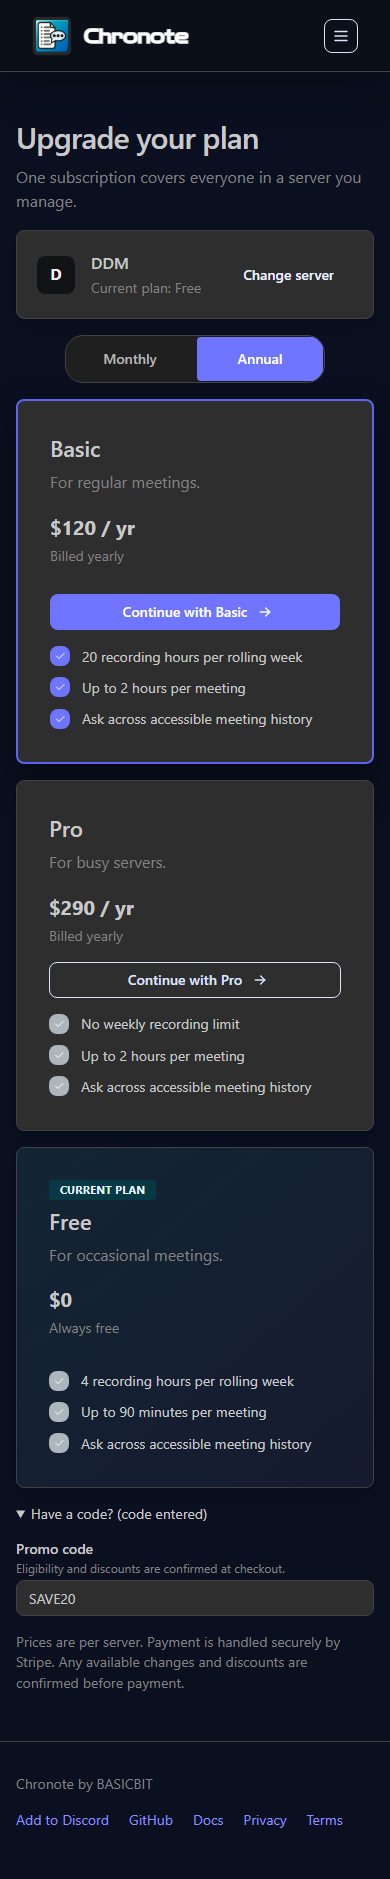 Chronote
Upgrade your plan
One subscription covers everyone in a server you
manage.
D
DDM
Current plan: Free
Change server
Monthly
Annual
Basic
For regular meetings.
$120 / yr
Billed yearly
Continue with Basic →
20 recording hours per rolling week
Up to 2 hours per meeting
Ask across accessible meeting history
Pro
For busy servers.
$290 / yr
Billed yearly
Continue with Pro →
No weekly recording limit
Up to 2 hours per meeting
Ask across accessible meeting history
CURRENT PLAN
Free
For occasional meetings.
$0
Always free
4 recording hours per rolling week
Up to 90 minutes per meeting
Ask across accessible meeting history
▼ Have a code? (code entered)
Promo code
Eligibility and discounts are confirmed at checkout.
SAVE20
Prices are per server. Payment is handled securely by
Stripe. Any available changes and discounts are
confirmed before payment.
Chronote by BASICBIT
Add to Discord GitHub Docs Privacy Terms